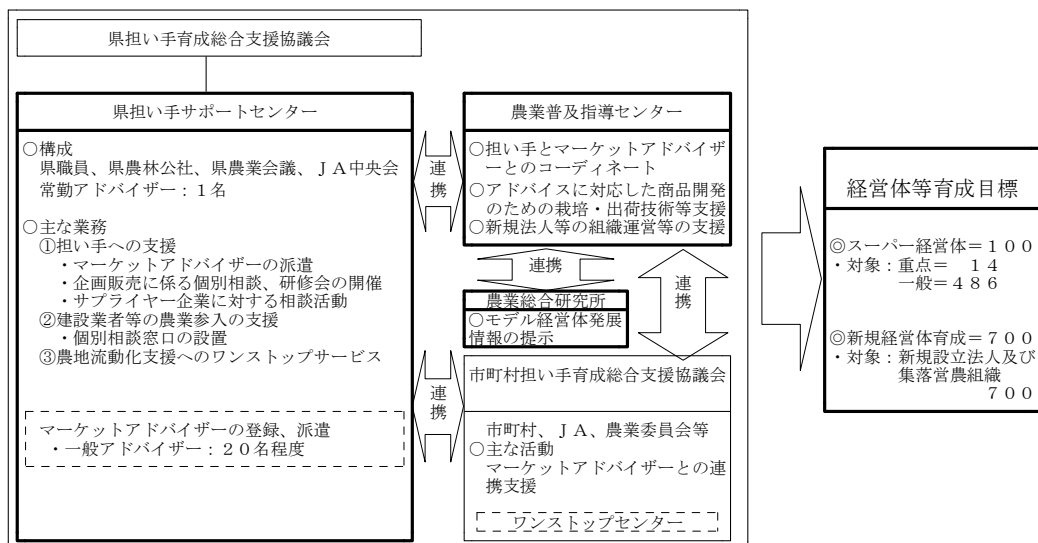 県担い手育成総合支援協議会
県担い手サポートセンター
○構成
県職員、県農林公社、県農業会議、ＪＡ中央会
常勤アドバイザー：１名
○主な業務
①担い手への支援
・マーケットアドバイザーの派遣
・企画販売に係る個別相談、研修会の開催
・サプライヤー企業に対する相談活動
②建設業者等の農業参入の支援
・個別相談窓口の設置
③農地流動化支援へのワンストップサービス
マーケットアドバイザーの登録、派遣
・一般アドバイザー：２０名程度
連
携
連
携
農業普及指導センター
○担い手とマーケットアドバイザ
ーとのコーディネート
○アドバイスに対応した商品開発
のための栽培・出荷技術等支援
○新規法人等の組織運営等の支援
連携
連
携
農業総合研究所
○モデル経営体発展
情報の提示
市町村担い手育成総合支援協議会
市町村、ＪＡ、農業委員会等
○主な活動
マーケットアドバイザーとの連
携支援
ワンストップセンター
経営体等育成目標
◎スーパー経営体＝１００
・対象：重点＝　１４
一般＝４８６
◎新規経営体育成＝７００
・対象：新規設立法人及び
集落営農組織
７００